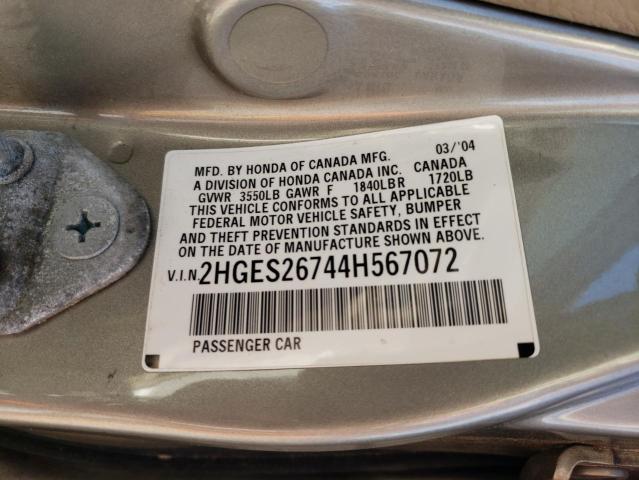 MFD. BY HONDA OF CANADA MFG. 03/'04
A DIVISION OF HONDA CANADA INC. CANADA
GVWR 3550LB GAWR F 1840LB R 1720LB
THIS VEHICLE CONFORMS TO ALL APPLICABLE
FEDERAL MOTOR VEHICLE SAFETY, BUMPER
AND THEFT PREVENTION STANDARDS IN EFFECT
ON THE DATE OF MANUFACTURE SHOWN ABOVE.
V.I.N. 2HGES26744H567072
PASSENGER CAR